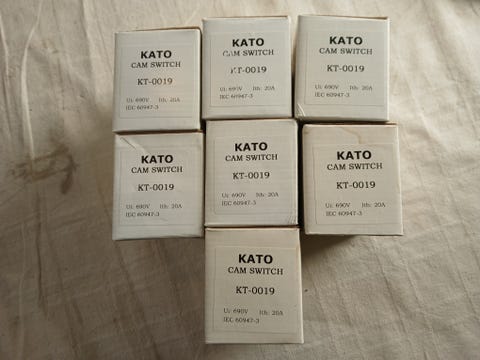 KATO
CAM SWITCH
KT-0019
Ui: 690V Ith: 20A
IEC 60947-3
KATO
CAM SWITCH
KT-0019
Ui: 690V Ith: 20A
IEC 60947-3
KATO
CAM SWITCH
KT-0019
Ui: 690V Ith: 20A
IEC 60947-3
KATO
CAM SWITCH
KT-0019
Ui: 690V Ith: 20A
IEC 60947-3
KATO
CAM SWITCH
KT-0019
Ui: 690V Ith: 20A
IEC 60947-3
KATO
CAM SWITCH
KT-0019
Ui: 690V Ith: 20A
IEC 60947-3
KATO
CAM SWITCH
KT-0019
Ui: 690V Ith: 20A
IEC 60947-3